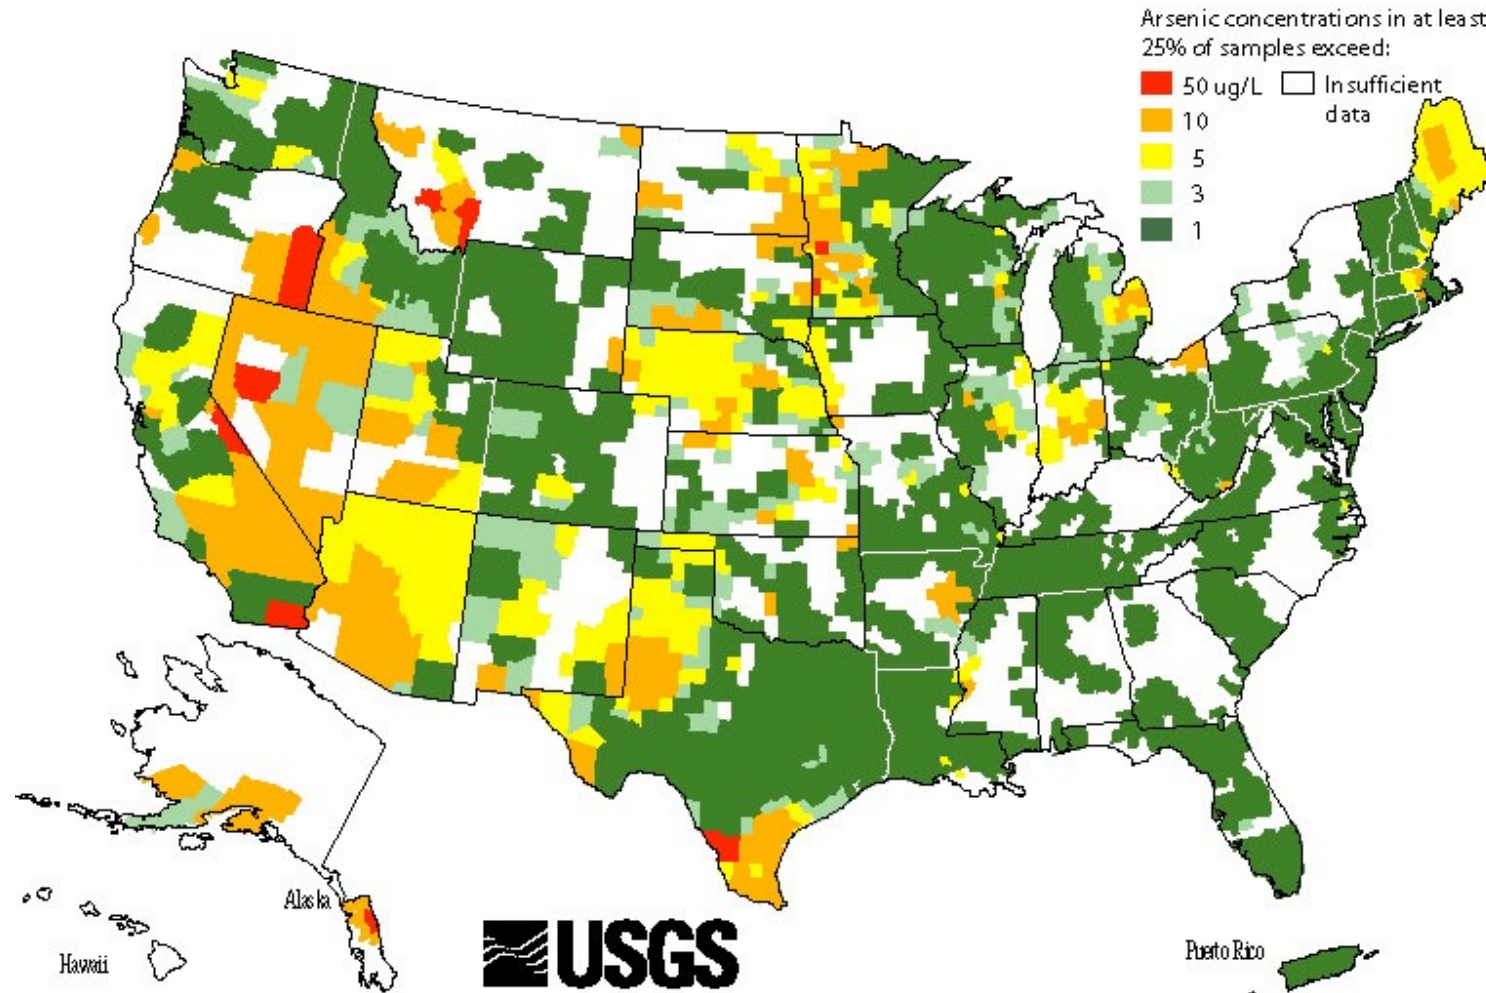 Arsenic concentrations in at least
25% of samples exceed:
50 ug/L Insufficient
data
10
5
3
1
Alaska
Hawaii
USGS
Puerto Rico